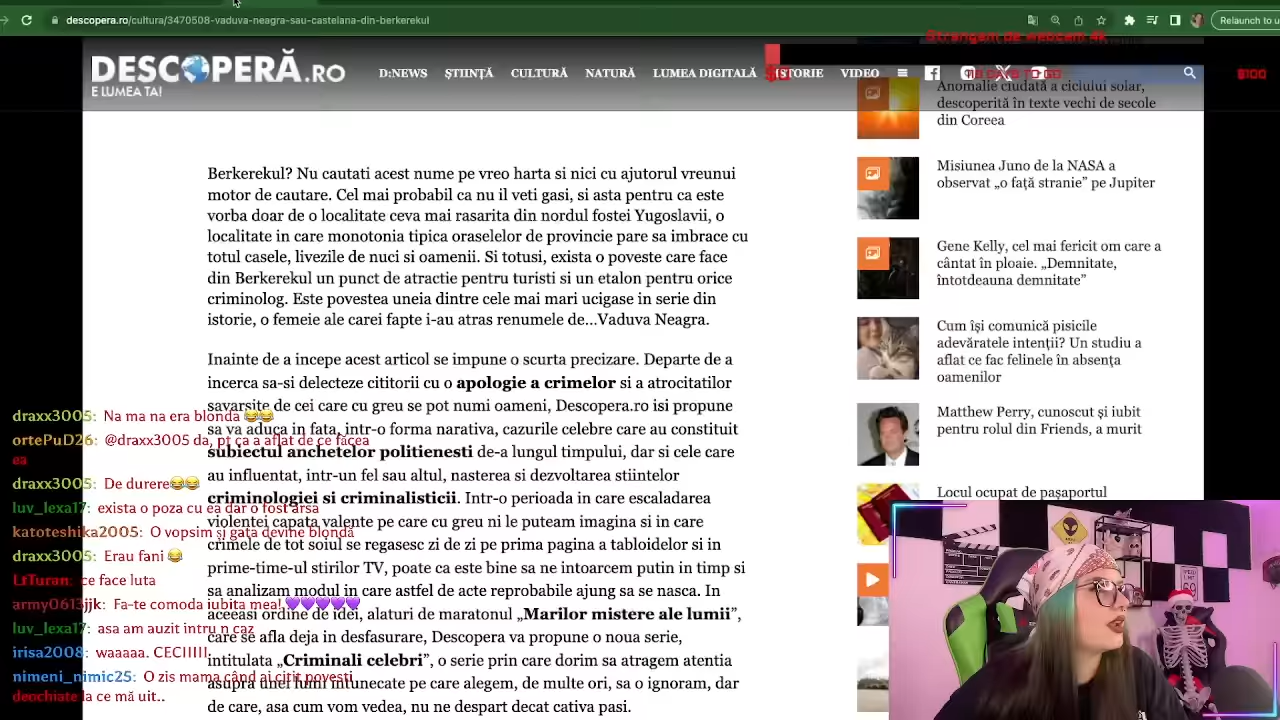 descopera.ro/cultura/3470508-vaduva-neagra-sau-castelana-din-berkerekul
Relaunch to u
Strangem de webcam 4k
DESCOPERĂ.RO
E LUMEA TA!
D:NEWS
ȘTIINȚĂ
CULTURĂ
NATURĂ
LUMEA DIGITALĂ
ISTORIE
VIDEO
$100
Berkerekul? Nu cautati acest nume pe vreo harta si nici cu ajutorul vreunui
motor de cautare. Cel mai probabil ca nu il veti gasi, si asta pentru ca este
vorba doar de o localitate ceva mai rasarita din nordul fostei Yugoslavii, o
localitate in care monotonia tipica oraselelor de provincie pare sa imbrace cu
totul casele, livezile de nuci si oamenii. Si totusi, exista o poveste care face
din Berkerekul un punct de atractie pentru turisti si un etalon pentru orice
criminolog. Este povestea uneia dintre cele mai mari ucigase in serie din
istorie, o femeie ale carei fapte i-au atras renumele de...Vaduva Neagra.
Inainte de a incepe acest articol se impune o scurta precizare. Departe de a
incerca sa-si delecteze cititorii cu o apologie a crimelor si a atrocitatilor
savarsite de cei care cu greu se pot numi oameni, Descopera.ro isi propune
sa va aduca in fata, intr-o forma narativa, cazurile celebre care au constituit
subiectul anchetelor politienesti de-a lungul timpului, dar si cele care
au influentat, intr-un fel sau altul, nasterea si dezvoltarea stiintelor
criminologiei si criminalisticii. Intr-o perioada in care escaladarea
violentei capata valente pe care cu greu ni le puteam imagina si in care
crimele de tot soiul se regasesc zi de zi pe prima pagina a tabloidelor si in
prime-time-ul stirilor TV, poate ca este bine sa ne intoarcem putin in timp si
sa analizam modul in care astfel de acte reprobabile ajung sa se nasca. In
aceeasi ordine de idei, alaturi de maratonul „Marilor mistere ale lumii”,
care se afla deja in desfasurare, Descopera va propune o noua serie,
intitulata „Criminali celebri”, o serie prin care dorim sa atragem atentia
asupra unei lumi intunecate pe care alegem, de multe ori, sa o ignoram, dar
de care, asa cum vom vedea, nu ne despart decat cativa pasi.
Anomalie ciudată a ciclului solar,
descoperită în texte vechi de secole
din Coreea
Misiunea Juno de la NASA a
observat „o față stranie” pe Jupiter
Gene Kelly, cel mai fericit om care a
cântat în ploaie. „Demnitate,
întotdeauna demnitate”
Cum își comunică pisicile
adevăratele intenții? Un studiu a
aflat ce fac felinele în absența
oamenilor
Matthew Perry, cunoscut și iubit
pentru rolul din Friends, a murit
Locul ocupat de pașaportul
draxx3005: Na ma na era blonda 😂😂
ortePuD26: @draxx3005 da, pt ca a aflat de ce făcea
ea
draxx3005: De durere😂😂
luv_lexa17: exista o poza cu ea dar o fost arsa
katoteshika2005: O vopsim și gata devine blondă
draxx3005: Erau fani 😂
LtTuran: ce face luta
army0613jjk: Fa-te comoda iubita mea!💜💜💜💜💜
luv_lexa17: asa am auzit intru n caz
irisa2008: waaaaa. CECIIIII
nimeni_nimic25: O zis mama când ai citit povești
deochiate la ce mă uit..